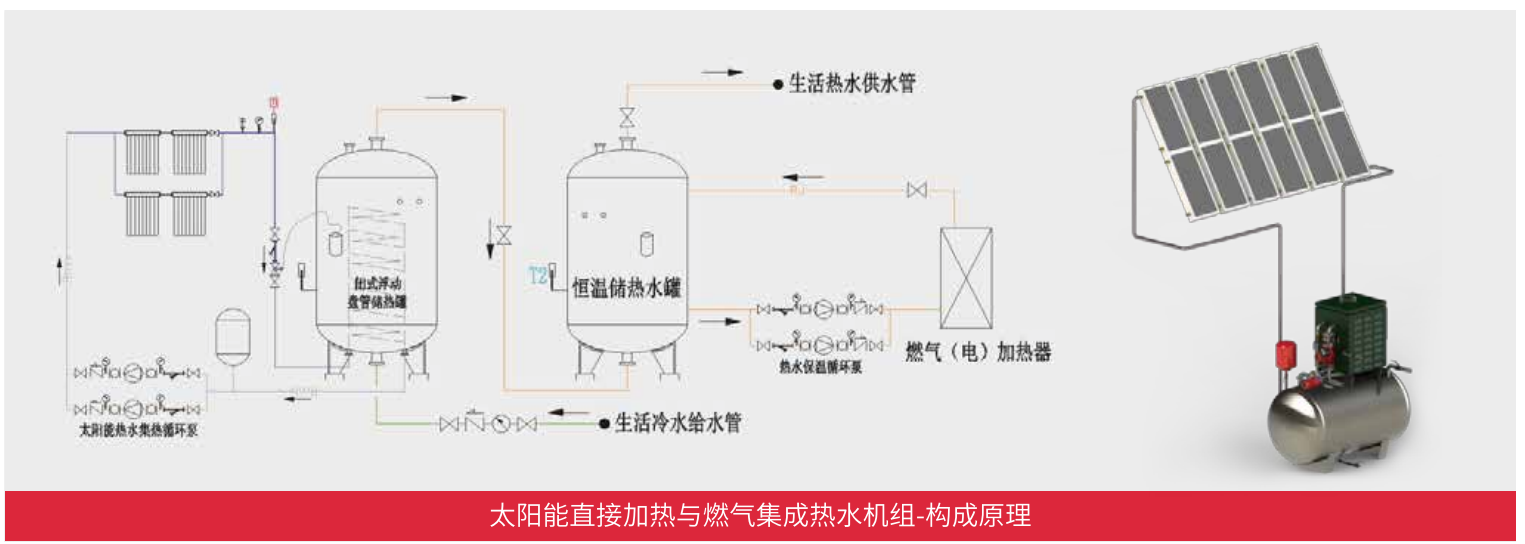 生活热水供水管
T2
闭式浮动
盘管储热罐
恒温储热水罐
燃气（电）加热器
热水保温循环泵
生活冷水给水管
太阳能热水集热循环泵
太阳能直接加热与燃气集成热水机组-构成原理